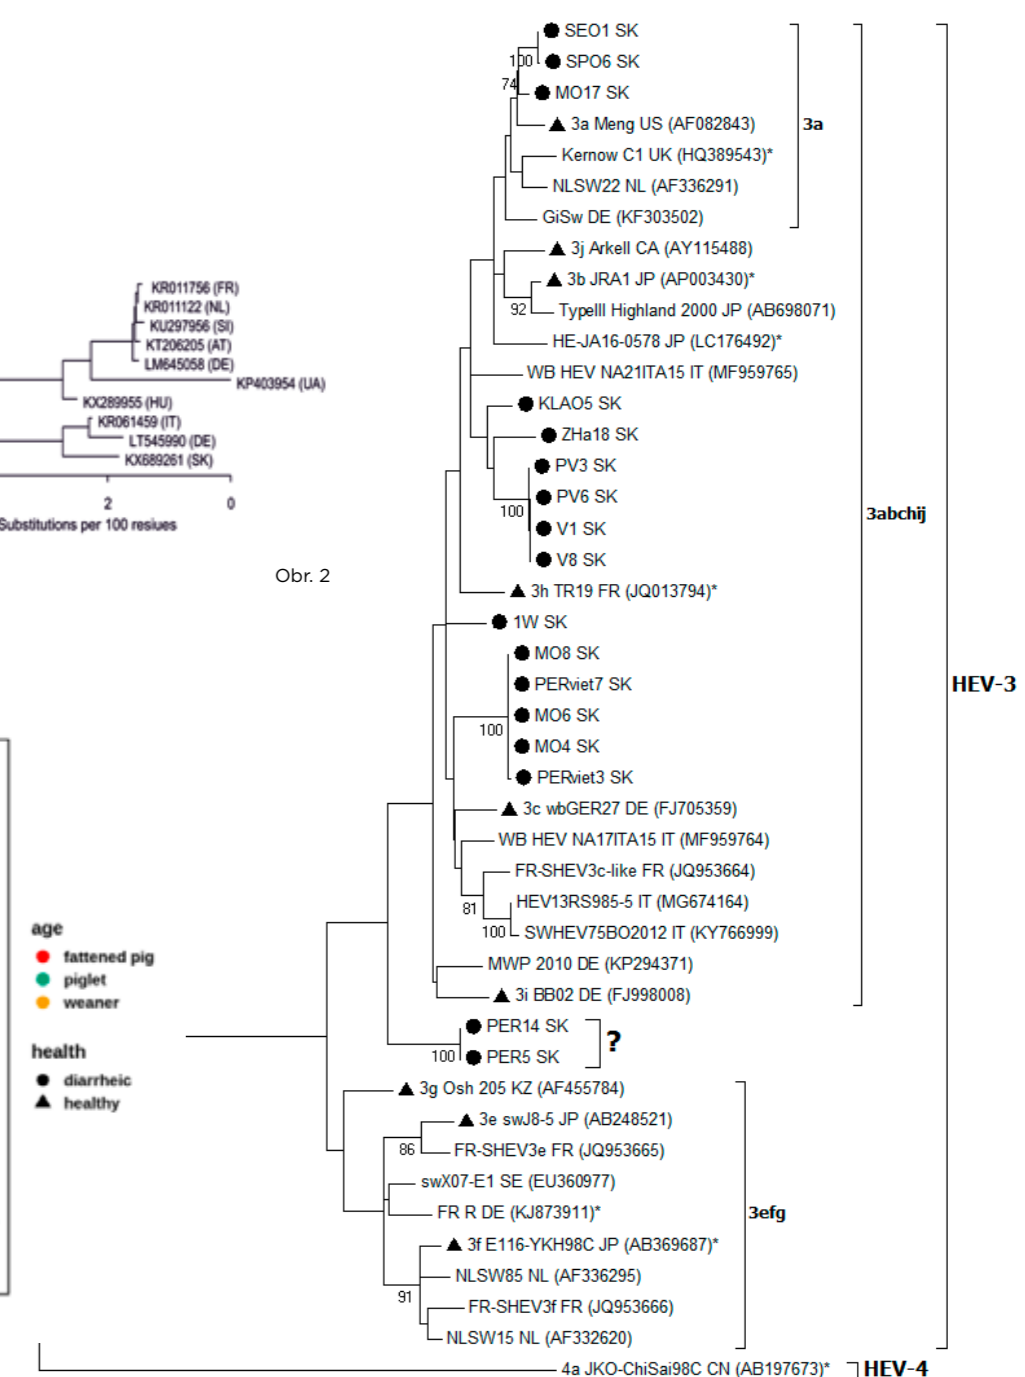 KR011756 (FR)
KR011122 (NL)
KU297956 (SI)
KT206205 (AT)
LM645058 (DE)
KP403954 (UA)
KX289955 (HU)
KR061459 (IT)
LT545990 (DE)
KX689261 (SK)
2 0
Substitutions per 100 resiues
Obr. 2
age
fattened pig
piglet
weaner
health
diarrheic
healthy
SEO1 SK
100
SPO6 SK
74
MO17 SK
3a Meng US (AF082843)
3a
Kernow C1 UK (HQ389543)*
NLSW22 NL (AF336291)
GiSw DE (KF303502)
3j Arkell CA (AY115488)
3b JRA1 JP (AP003430)*
92
TypeIII Highland 2000 JP (AB698071)
HE-JA16-0578 JP (LC176492)*
WB HEV NA21ITA15 IT (MF959765)
KLAO5 SK
ZHa18 SK
PV3 SK
PV6 SK
100
3abchij
V1 SK
V8 SK
3h TR19 FR (JQ013794)*
1W SK
MO8 SK
PERviet7 SK
HEV-3
MO6 SK
100
MO4 SK
PERviet3 SK
3c wbGER27 DE (FJ705359)
WB HEV NA17ITA15 IT (MF959764)
FR-SHEV3c-like FR (JQ953664)
81
HEV13RS985-5 IT (MG674164)
100
SWHEV75BO2012 IT (KY766999)
MWP 2010 DE (KP294371)
3i BB02 DE (FJ998008)
PER14 SK
?
100
PER5 SK
3g Osh 205 KZ (AF455784)
3e swJ8-5 JP (AB248521)
86
FR-SHEV3e FR (JQ953665)
swX07-E1 SE (EU360977)
FR R DE (KJ873911)*
3efg
3f E116-YKH98C JP (AB369687)*
NLSW85 NL (AF336295)
91
FR-SHEV3f FR (JQ953666)
NLSW15 NL (AF332620)
4a JKO-ChiSai98C CN (AB197673)*
HEV-4